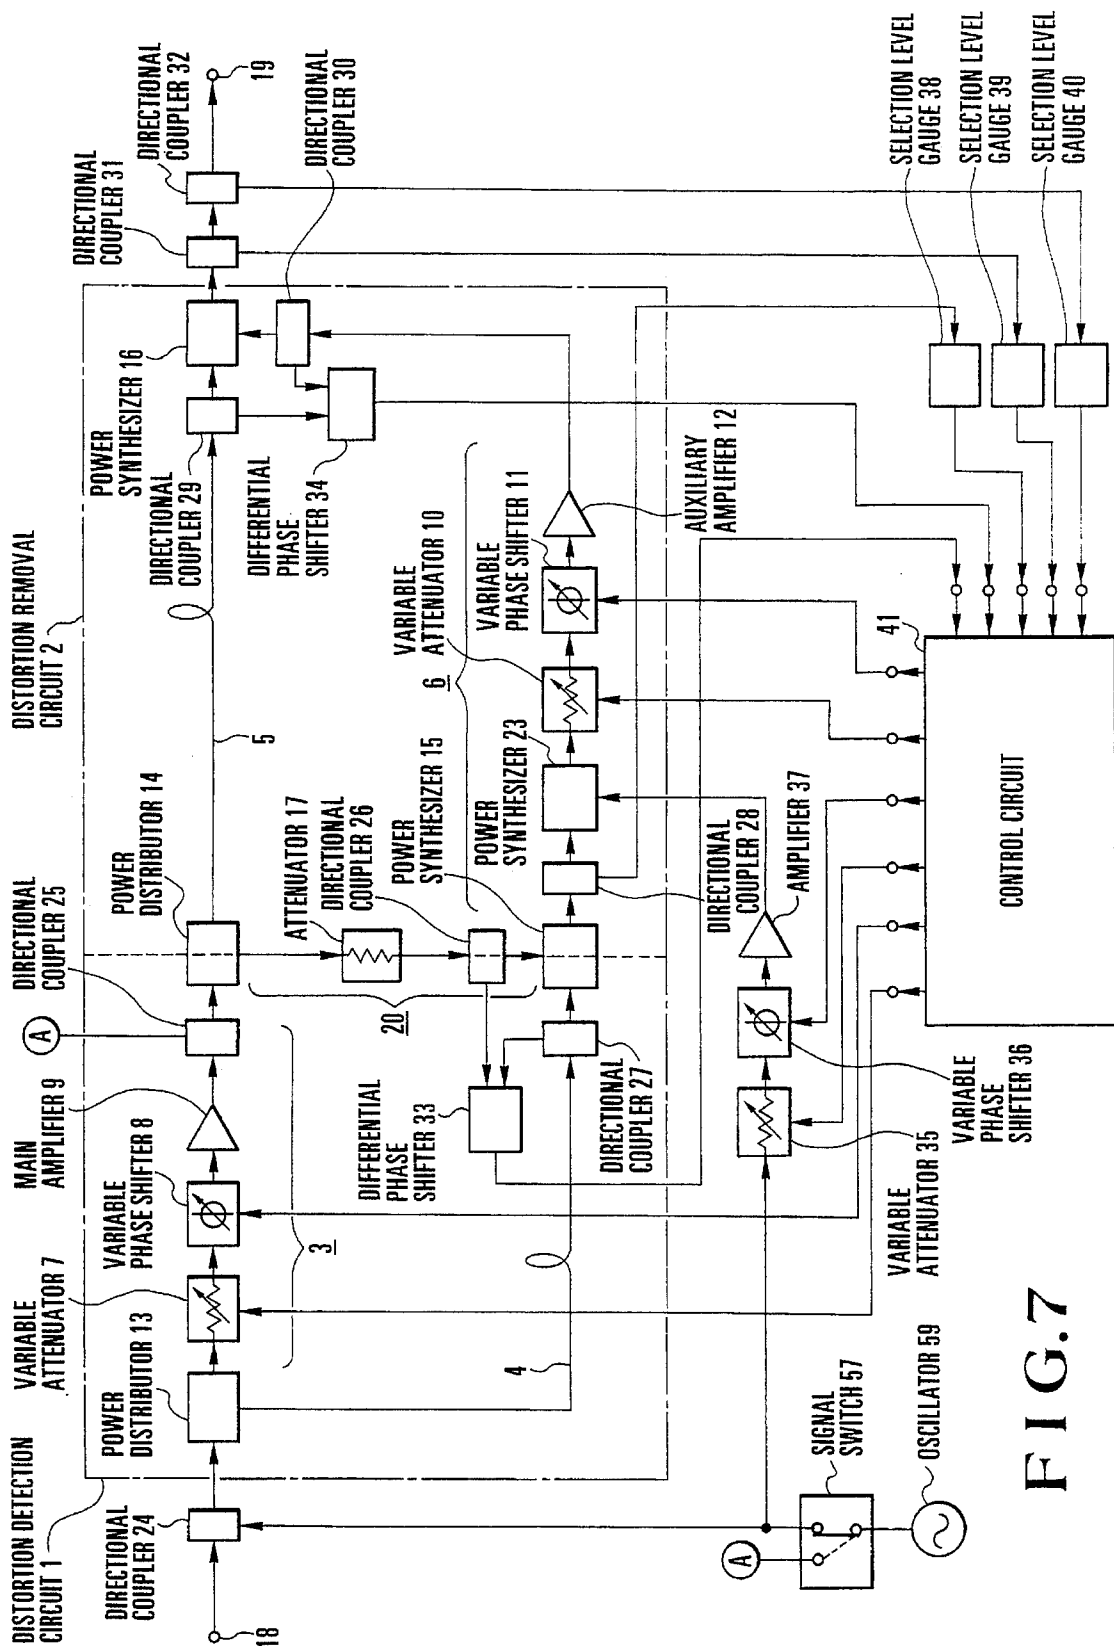 DISTORTION DETECTION
CIRCUIT 1
DIRECTIONAL
COUPLER 24
18
POWER
DISTRIBUTOR 13
VARIABLE
ATTENUATOR 7
VARIABLE
PHASE SHIFTER 8
MAIN
AMPLIFIER 9
3
A
DIRECTIONAL
COUPLER 25
POWER
DISTRIBUTOR 14
5
DISTORTION REMOVAL
CIRCUIT 2
DIRECTIONAL
COUPLER 29
POWER
SYNTHESIZER 16
DIRECTIONAL
COUPLER 31
DIRECTIONAL
COUPLER 32
19
DIRECTIONAL
COUPLER 30
DIFFERENTIAL
PHASE
SHIFTER 34
ATTENUATOR 17
DIRECTIONAL
COUPLER 26
20
POWER
SYNTHESIZER 15
4
DIFFERENTIAL
PHASE
SHIFTER 33
DIRECTIONAL
COUPLER 27
6
POWER
SYNTHESIZER 23
VARIABLE
ATTENUATOR 10
VARIABLE
PHASE SHIFTER 11
AUXILIARY
AMPLIFIER 12
DIRECTIONAL
COUPLER 28
AMPLIFIER 37
VARIABLE
PHASE
SHIFTER 36
VARIABLE
ATTENUATOR 35
SELECTION LEVEL
GAUGE 38
SELECTION LEVEL
GAUGE 39
SELECTION LEVEL
GAUGE 40
41
CONTROL CIRCUIT
A
SIGNAL
SWITCH 57
OSCILLATOR 59
FIG.7